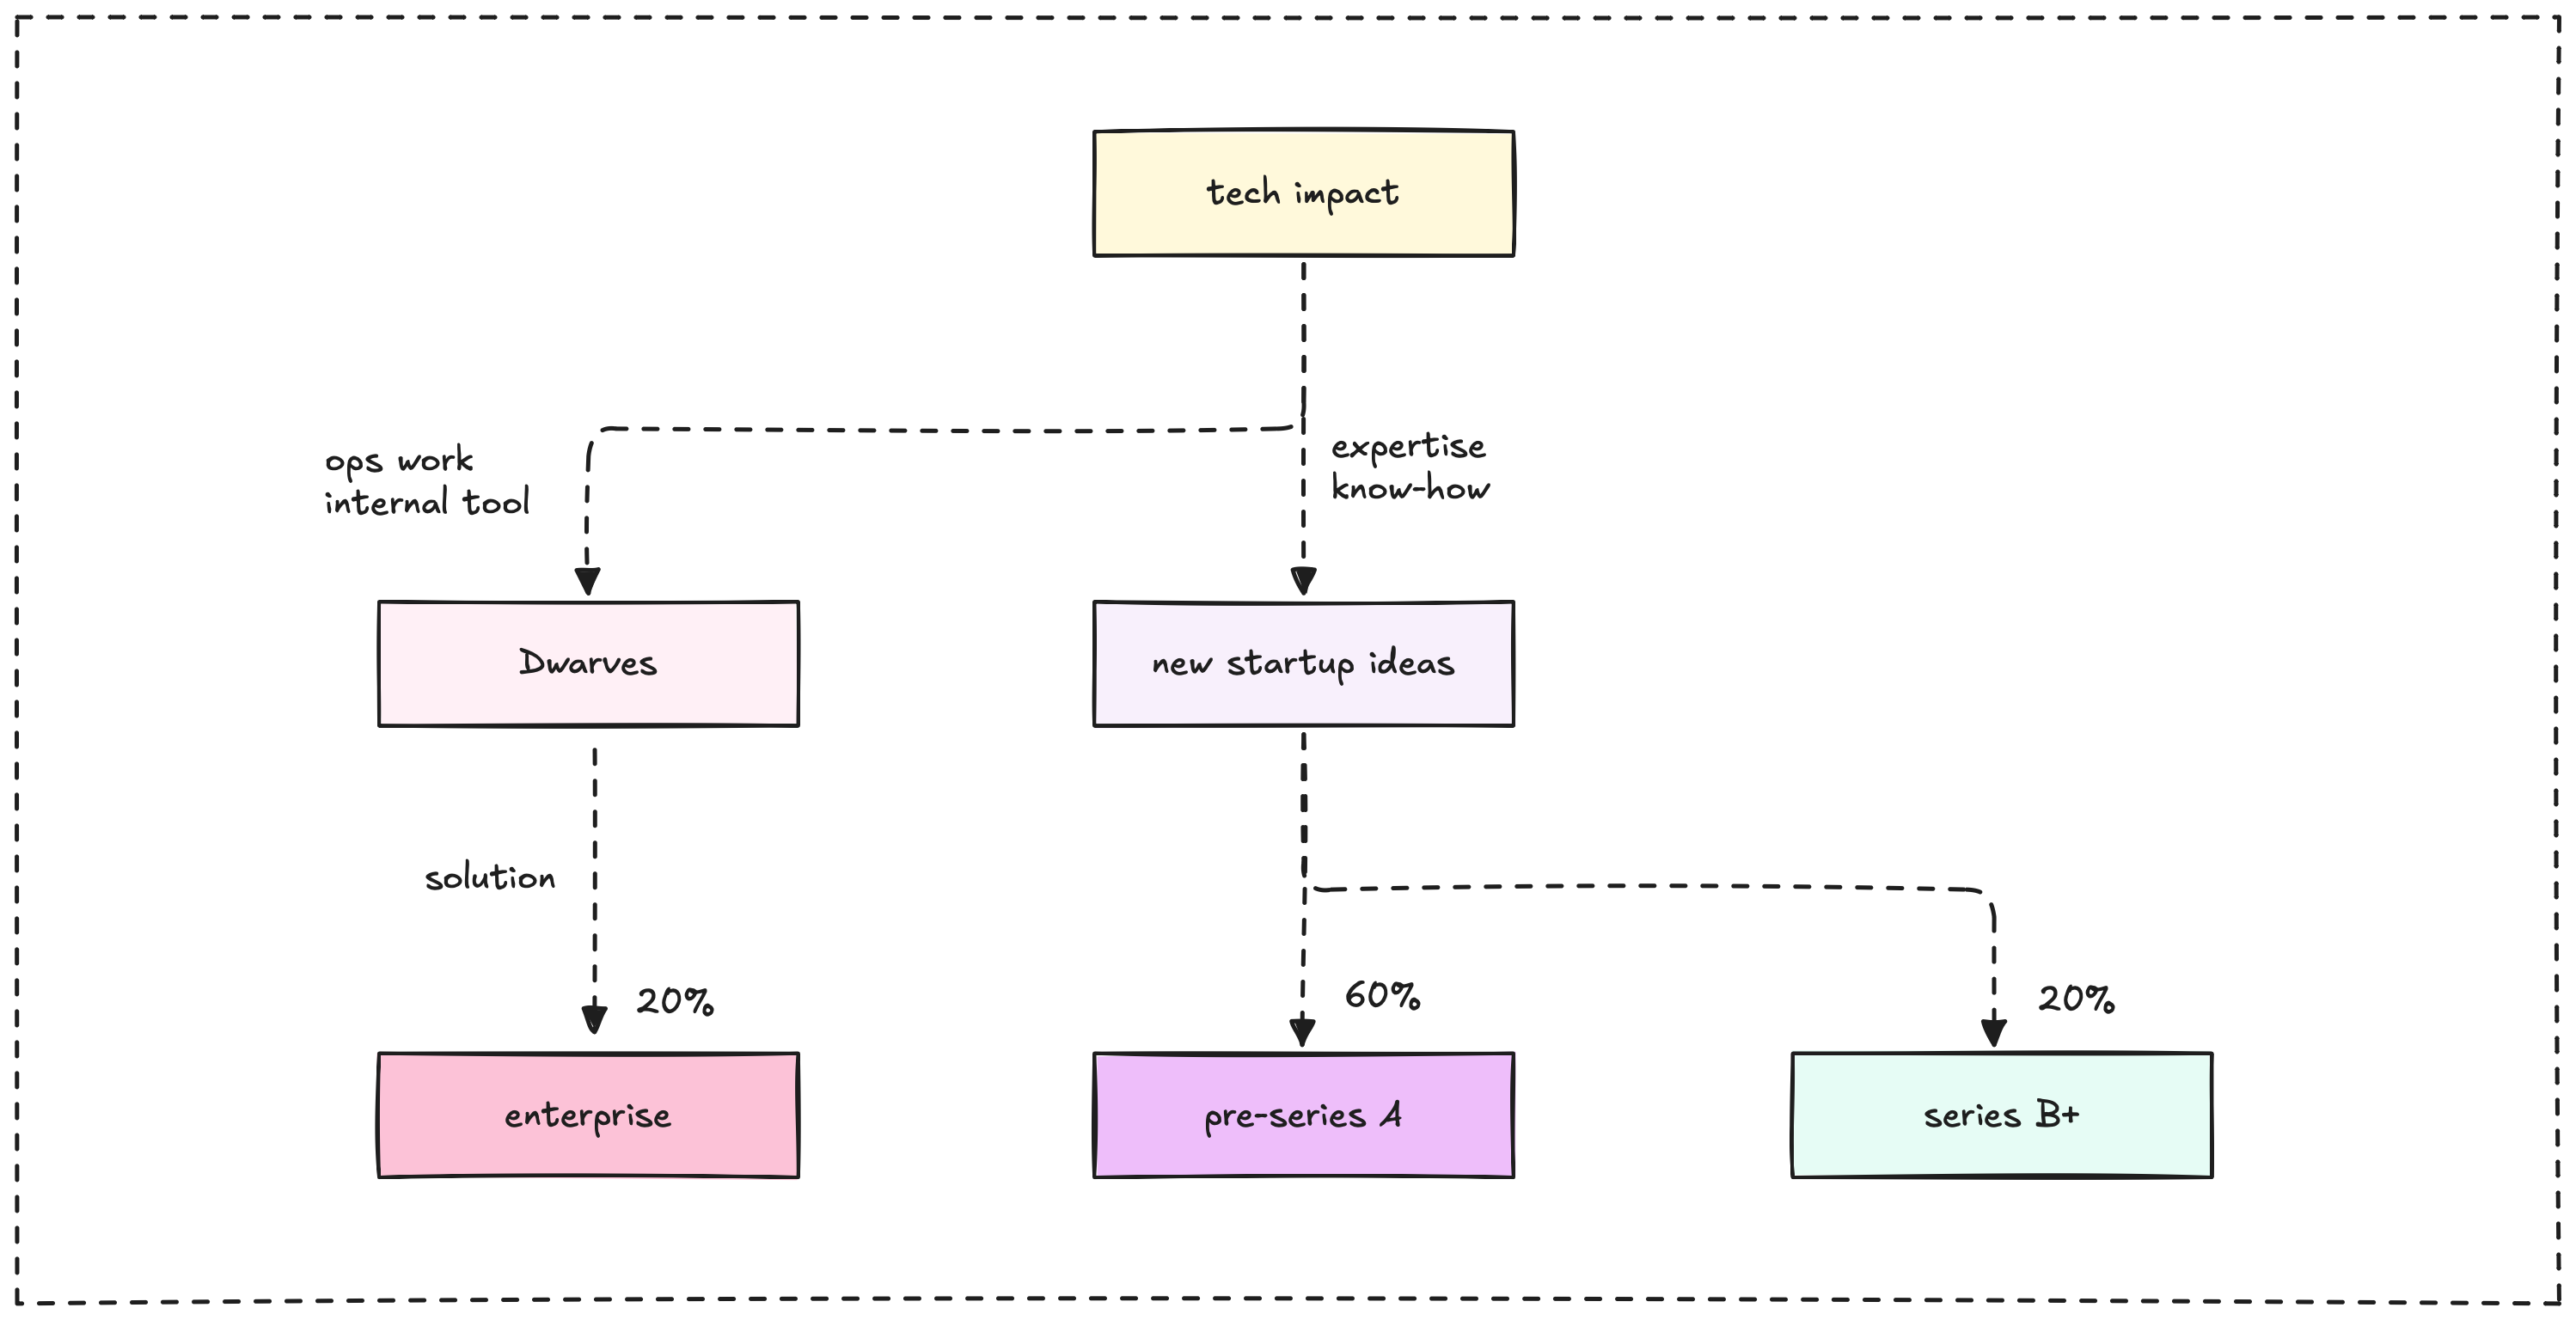 tech impact
ops work
internal tool
expertise
know-how
Dwarves
new startup ideas
solution
20%
60%
20%
enterprise
pre-series A
series B+